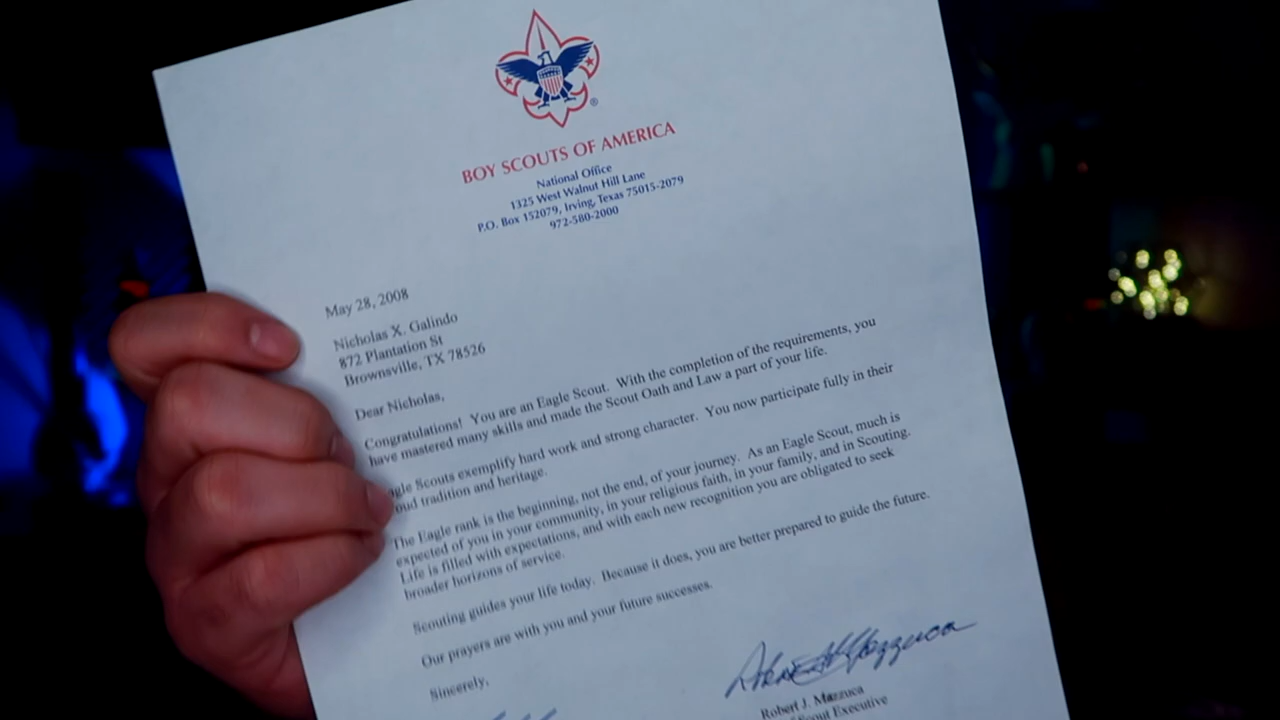 BOY SCOUTS OF AMERICA
National Office
1325 West Walnut Hill Lane
P.O. Box 152079, Irving, Texas 75015-2079
972-580-2000
May 28, 2008
Nicholas X. Galindo
872 Plantation St
Brownsville, TX 78526
Dear Nicholas,
Congratulations! You are an Eagle Scout. With the completion of the requirements, you
have mastered many skills and made the Scout Oath and Law a part of your life.
gle Scouts exemplify hard work and strong character. You now participate fully in their
oud tradition and heritage.
The Eagle rank is the beginning, not the end, of your journey. As an Eagle Scout, much is
expected of you in your community, in your religious faith, in your family, and in Scouting.
Life is filled with expectations, and with each new recognition you are obligated to seek
broader horizons of service.
Scouting guides your life today. Because it does, you are better prepared to guide the future.
Our prayers are with you and your future successes.
Sincerely,
Robert J. Mazzuca
Scout Executive